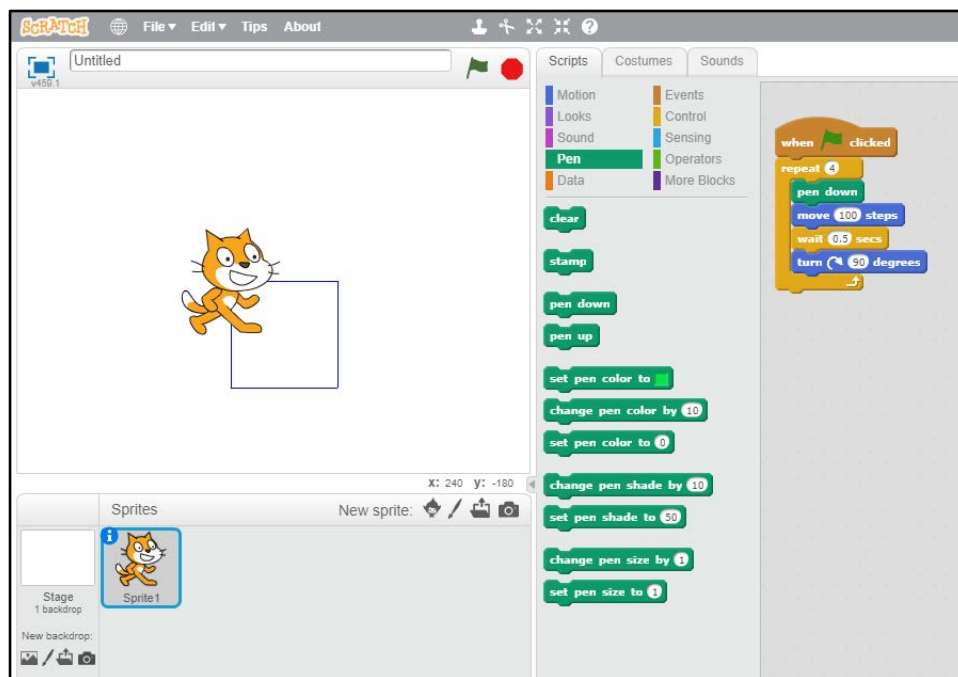 SCRATCH File▼ Edit▼ Tips About
Untitled
v459.1
x: 240 y: -180
Sprites New sprite:
Sprite1
Stage
1 backdrop
New backdrop:
Scripts Costumes Sounds
Motion Events
Looks Control
Sound Sensing
Pen Operators
Data More Blocks
clear
stamp
pen down
pen up
set pen color to
change pen color by 10
set pen color to 0
change pen shade by 10
set pen shade to 50
change pen size by 1
set pen size to 1
when clicked
repeat 4
pen down
move 100 steps
wait 0.5 secs
turn 90 degrees